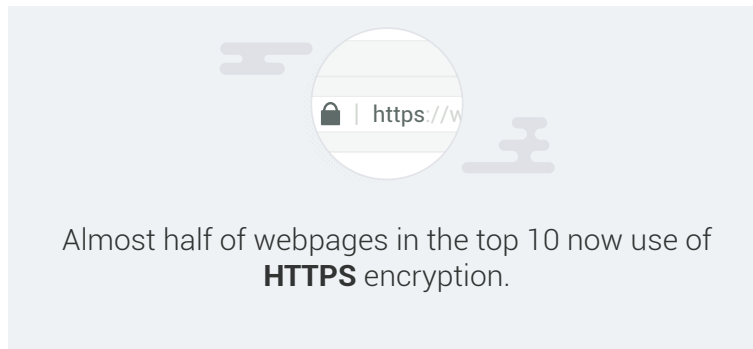 https://w
Almost half of webpages in the top 10 now use of
HTTPS encryption.